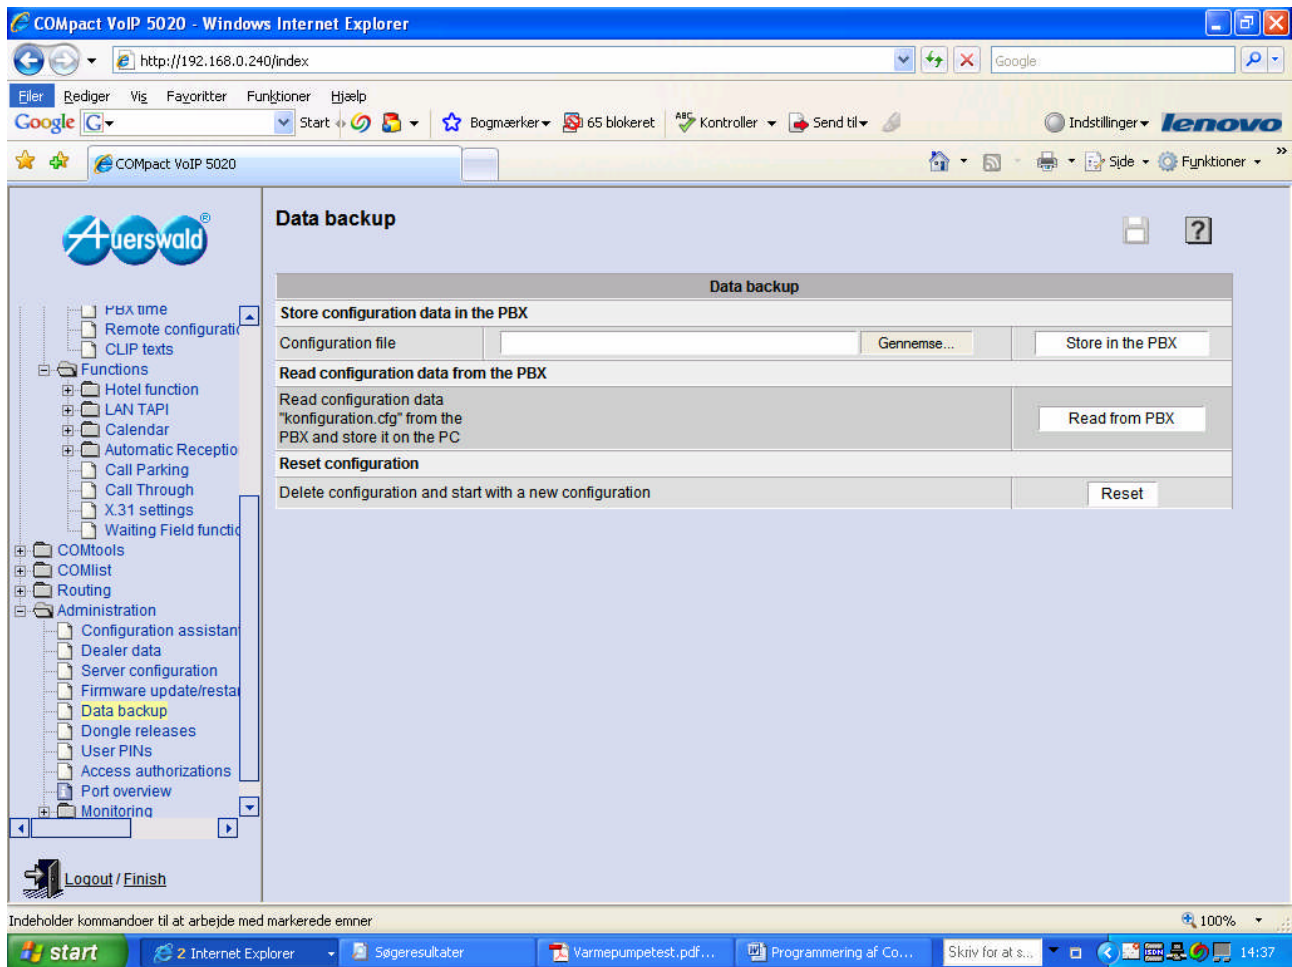 COMpact VoIP 5020 - Windows Internet Explorer
http://192.168.0.240/index
Google
Filer Rediger Vis Favoritter Funktioner Hjælp
Google G Start Bogmærker 65 blokeret ABC Kontroller Send til Indstillinger lenovo
COMpact VoIP 5020
Side Funktioner »
Auerswald ®
Data backup
?
Data backup
Store configuration data in the PBX
Configuration file Gennemse... Store in the PBX
Read configuration data from the PBX
Read configuration data
"konfiguration.cfg" from the
PBX and store it on the PC
Read from PBX
Reset configuration
Delete configuration and start with a new configuration Reset
PBX time
Remote configuratic
CLIP texts
Functions
Hotel function
LAN TAPI
Calendar
Automatic Receptio
Call Parking
Call Through
X.31 settings
Waiting Field functio
COMtools
COMlist
Routing
Administration
Configuration assistan
Dealer data
Server configuration
Firmware update/resta
Data backup
Dongle releases
User PINs
Access authorizations
Port overview
Monitoring
Logout / Finish
Indeholder kommandoer til at arbejde med markerede emner
100%
start 2 Internet Explorer Søgeresultater Varmepumpetest.pdf... Programmering af Co... Skriv for at s... 14:37